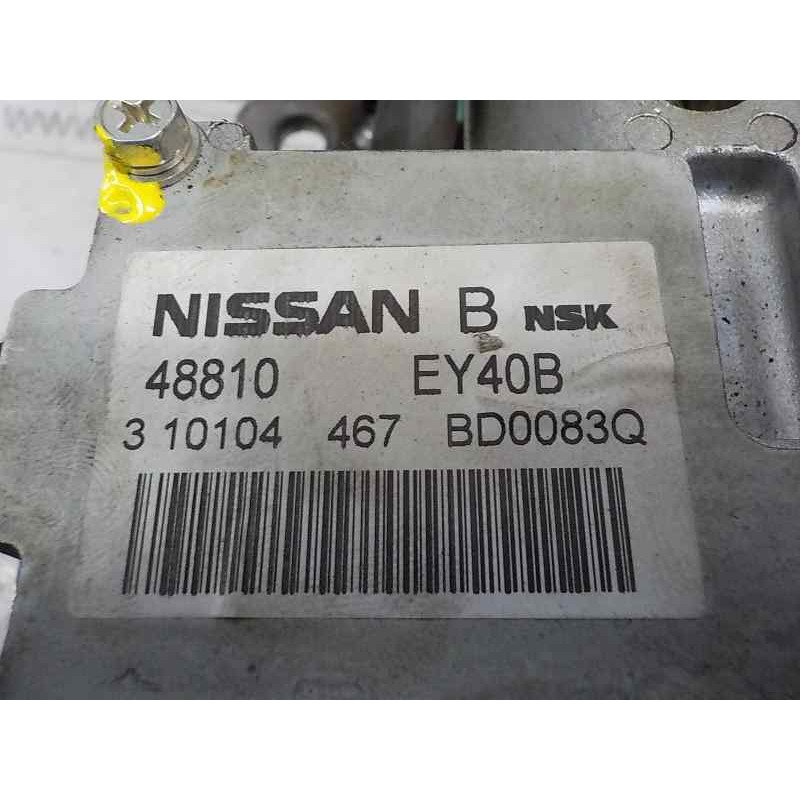 NISSAN B NSK
48810 EY40B
3 10104 467 BD0083Q